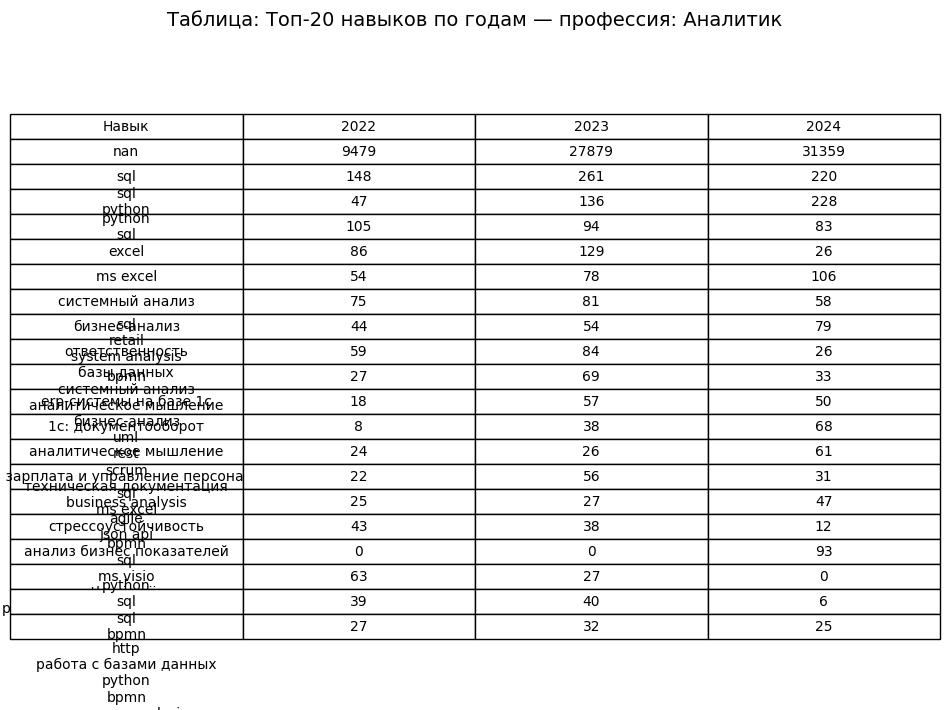 Таблица: Топ-20 навыков по годам — профессия: Аналитик
Навык 2022 2023 2024
nan 9479 27879 31359
sql 148 261 220
sql
python 47 136 228
python
sql 105 94 83
excel 86 129 26
ms excel 54 78 106
системный анализ 75 81 58
sql
бизнес-анализ 44 54 79
retail
ответственность 59 84 26
system analysis
базы данных
bpmn 27 69 33
системный анализ
erp-системы на базе 1с 18 57 50
аналитическое мышление
бизнес-анализ
1с: документооборот 8 38 68
uml
аналитическое мышление 24 26 61
rest
scrum
зарплата и управление персона 22 56 31
техническая документация
sql
business analysis 25 27 47
ms excel
agile
стрессоустойчивость 43 38 12
json api
bpmn
анализ бизнес показателей 0 0 93
sql
ms visio 63 27 0
python
sql 39 40 6
p
sql
bpmn 27 32 25
http
работа с базами данных
python
bpmn